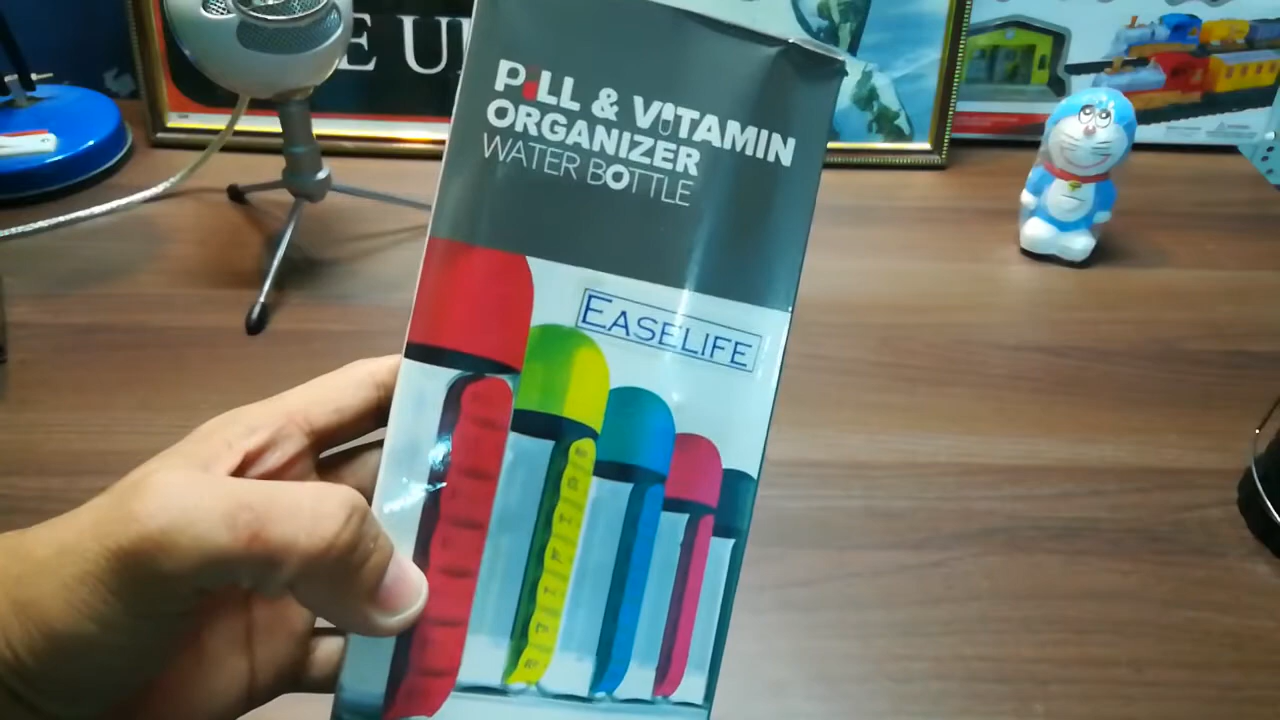 E U
PILL & VITAMIN
ORGANIZER
WATER BOTTLE
EASELIFE